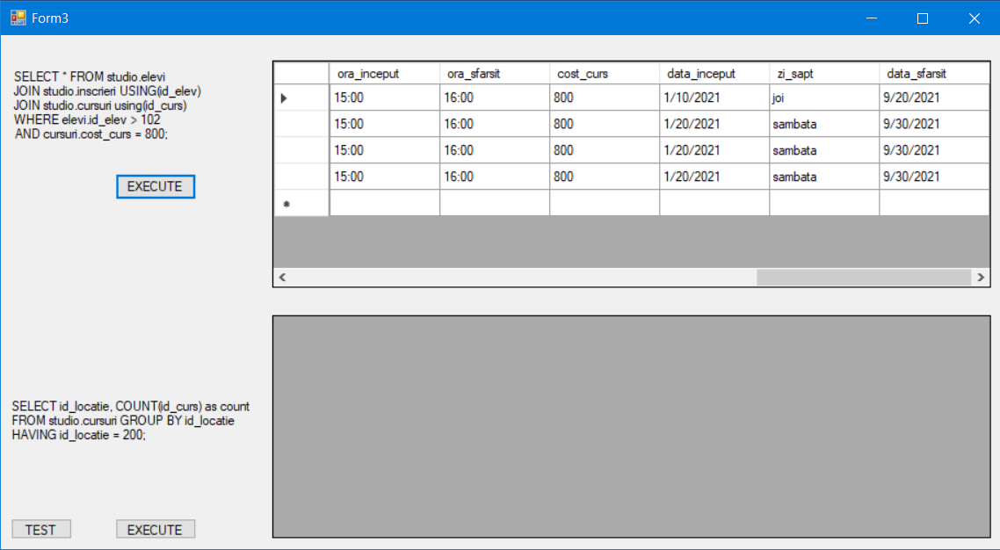 Form3
SELECT * FROM studio.elevi
JOIN studio.inscrieri USING(id_elev)
JOIN studio.cursuri using(id_curs)
WHERE elevi.id_elev > 102
AND cursuri.cost_curs = 800;
EXECUTE
ora_inceput ora_sfarsit cost_curs data_inceput zi_sapt data_sfarsit
15:00 16:00 800 1/10/2021 joi 9/20/2021
15:00 16:00 800 1/20/2021 sambata 9/30/2021
15:00 16:00 800 1/20/2021 sambata 9/30/2021
15:00 16:00 800 1/20/2021 sambata 9/30/2021
SELECT id_locatie, COUNT(id_curs) as count
FROM studio.cursuri GROUP BY id_locatie
HAVING id_locatie = 200;
TEST EXECUTE